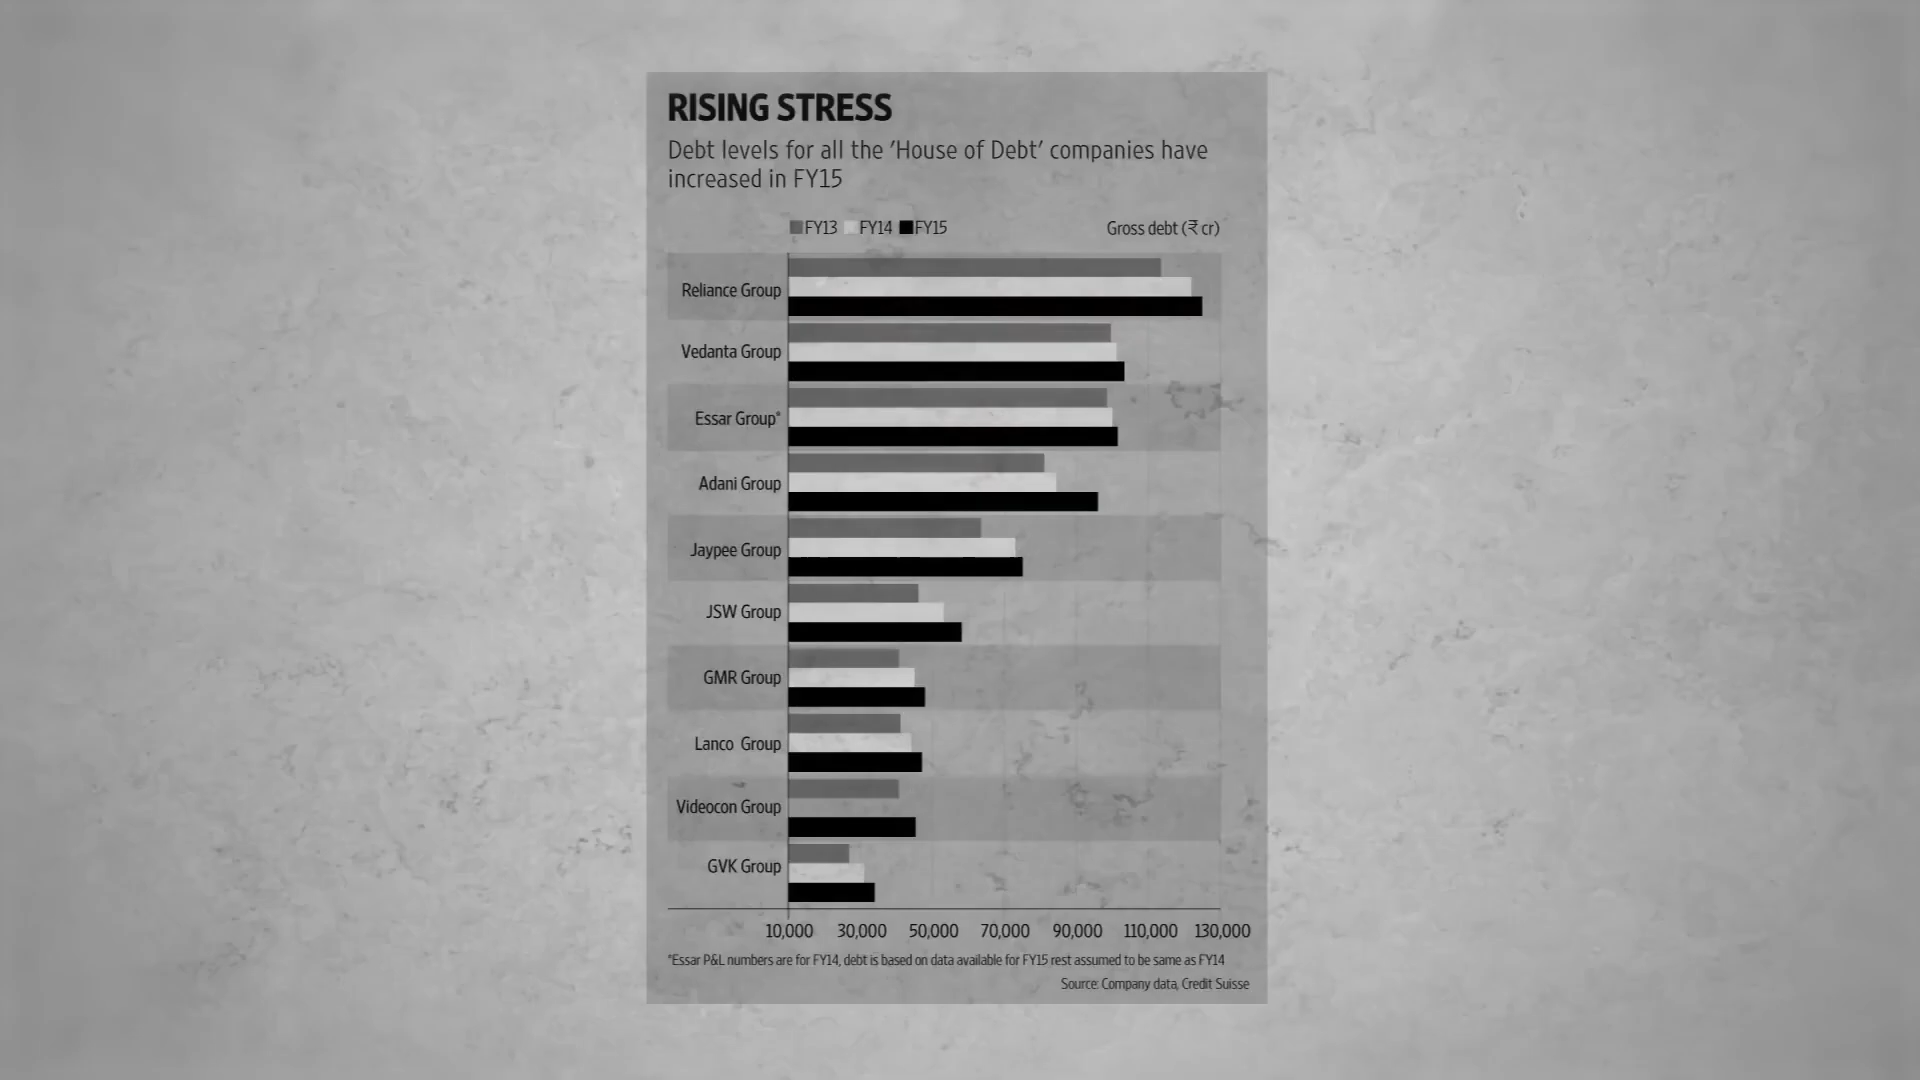 RISING STRESS
Debt levels for all the 'House of Debt' companies have
increased in FY15
FY13 FY14 FY15 Gross debt (₹ cr)
Reliance Group
Vedanta Group
Essar Group*
Adani Group
Jaypee Group
JSW Group
GMR Group
Lanco Group
Videocon Group
GVK Group
10,000 30,000 50,000 70,000 90,000 110,000 130,000
*Essar P&L numbers are for FY14, debt is based on data available for FY15 rest assumed to be same as FY14
Source: Company data, Credit Suisse